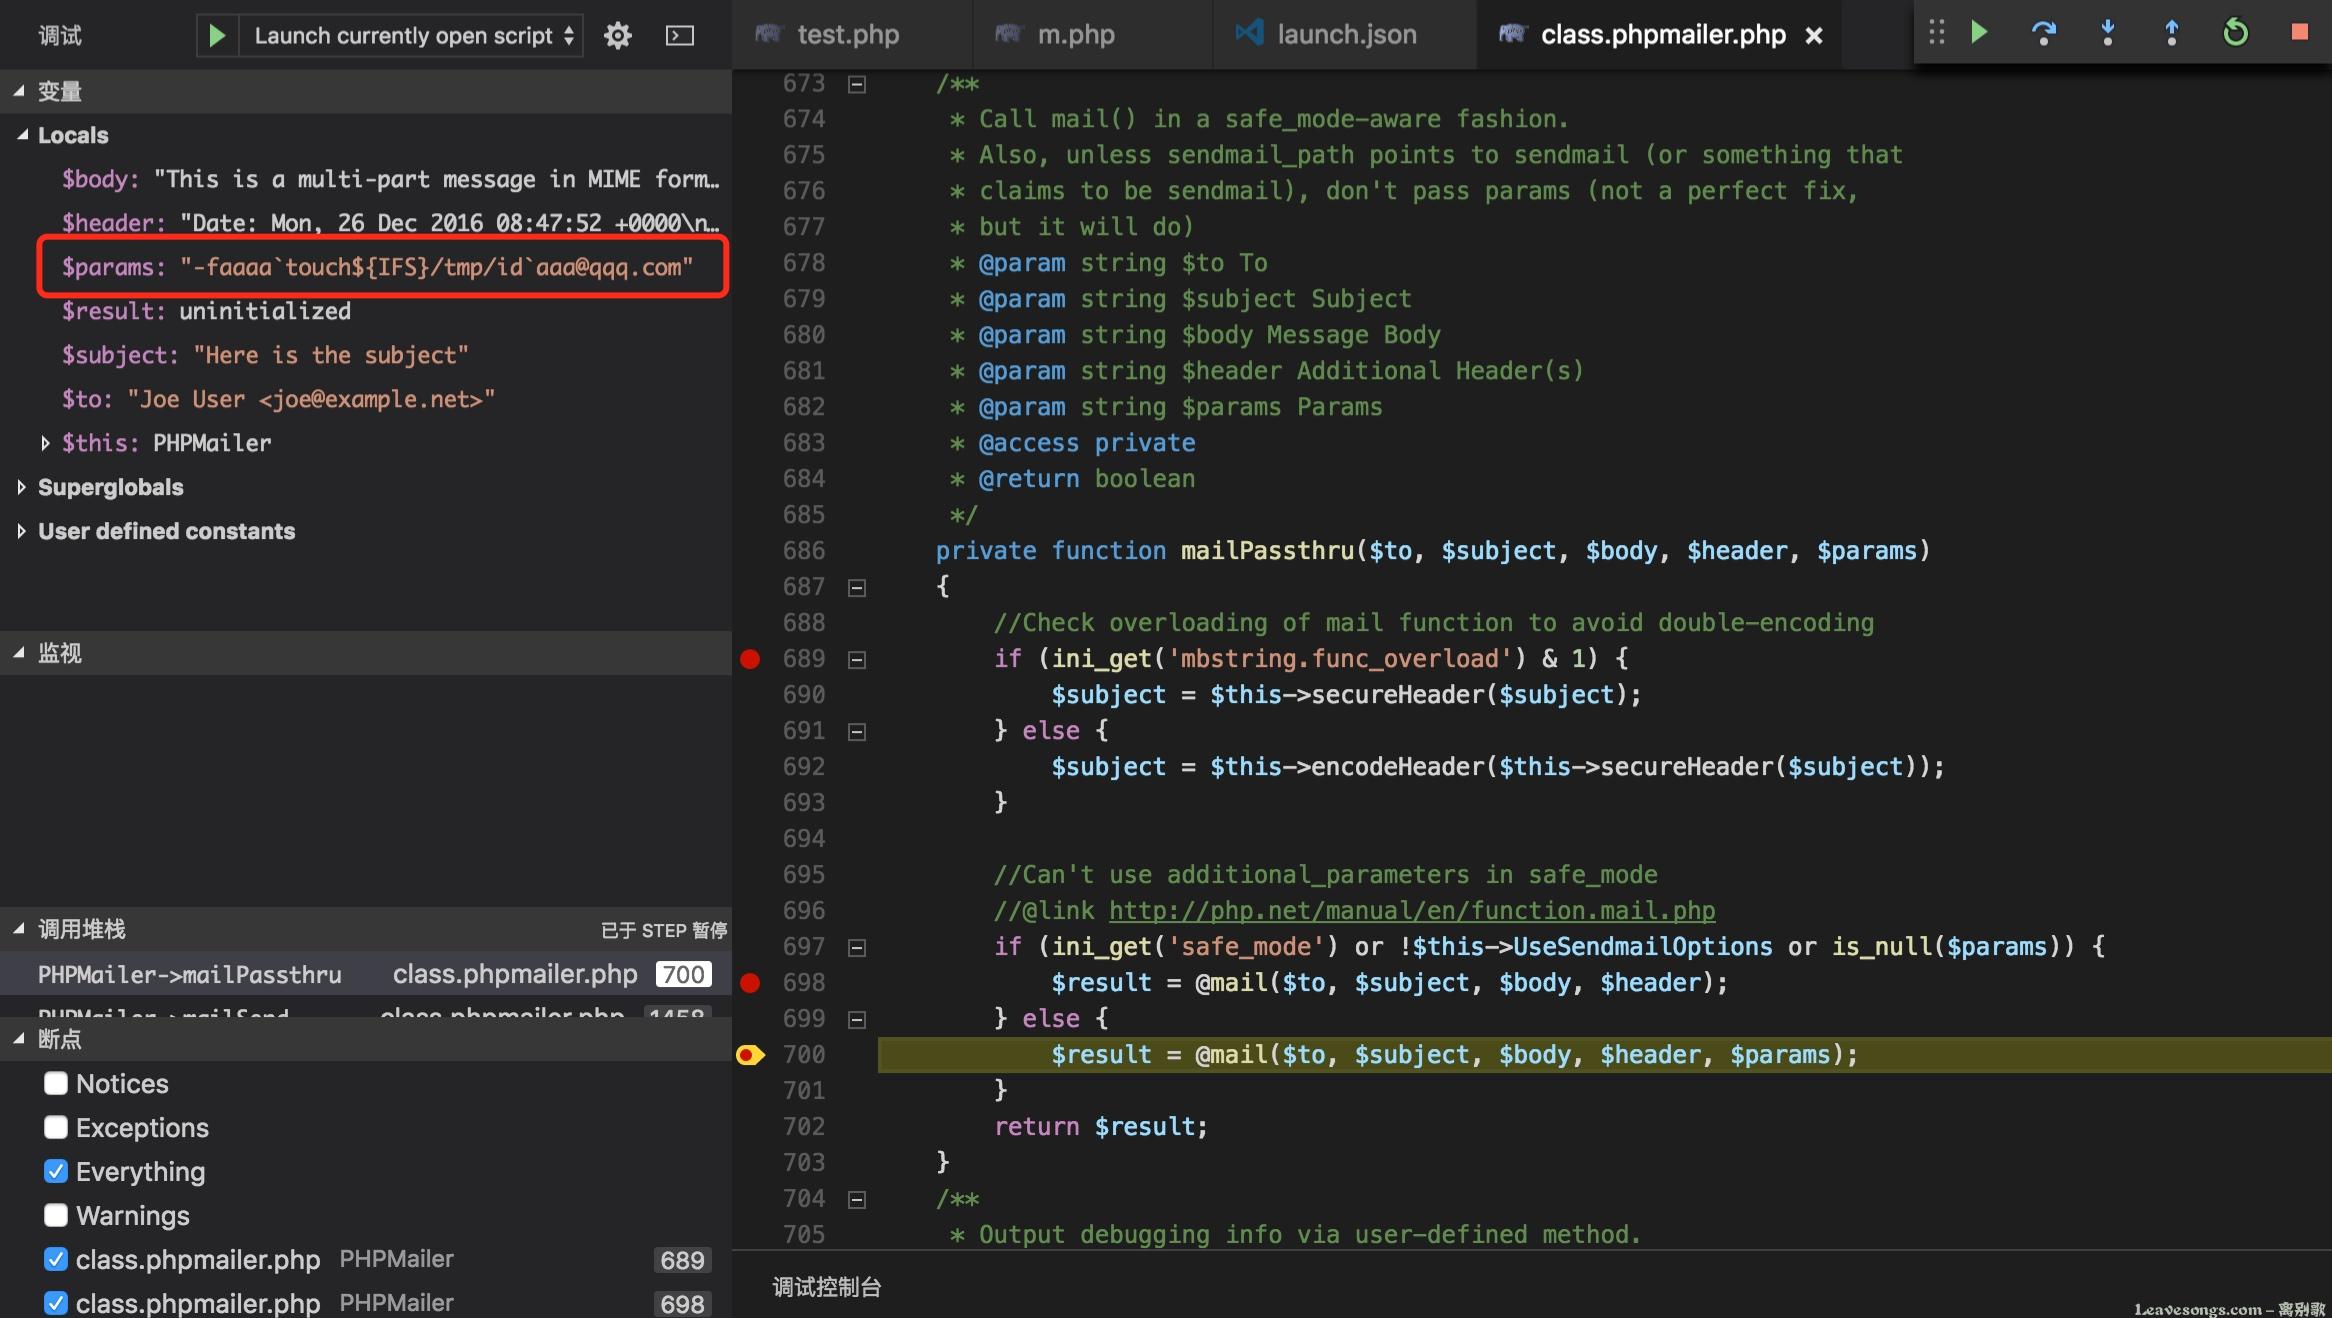 调试
Launch currently open script
变量
Locals
$body: "This is a multi-part message in MIME form…
$header: "Date: Mon, 26 Dec 2016 08:47:52 +0000\n…
$params: "-faaaa`touch${IFS}/tmp/id`aaa@qqq.com"
$result: uninitialized
$subject: "Here is the subject"
$to: "Joe User <joe@example.net>"
$this: PHPMailer
Superglobals
User defined constants
监视
调用堆栈 已于 STEP 暂停
PHPMailer->mailPassthru class.phpmailer.php 700
PHPMailer->mailSend class.phpmailer.php 1458
断点
Notices
Exceptions
Everything
Warnings
class.phpmailer.php PHPMailer 689
class.phpmailer.php PHPMailer 698
test.php m.php launch.json class.phpmailer.php
673 /**
674 * Call mail() in a safe_mode-aware fashion.
675 * Also, unless sendmail_path points to sendmail (or something that
676 * claims to be sendmail), don't pass params (not a perfect fix,
677 * but it will do)
678 * @param string $to To
679 * @param string $subject Subject
680 * @param string $body Message Body
681 * @param string $header Additional Header(s)
682 * @param string $params Params
683 * @access private
684 * @return boolean
685 */
686 private function mailPassthru($to, $subject, $body, $header, $params)
687 {
688 //Check overloading of mail function to avoid double-encoding
689 if (ini_get('mbstring.func_overload') & 1) {
690 $subject = $this->secureHeader($subject);
691 } else {
692 $subject = $this->encodeHeader($this->secureHeader($subject));
693 }
694
695 //Can't use additional_parameters in safe_mode
696 //@link http://php.net/manual/en/function.mail.php
697 if (ini_get('safe_mode') or !$this->UseSendmailOptions or is_null($params)) {
698 $result = @mail($to, $subject, $body, $header);
699 } else {
700 $result = @mail($to, $subject, $body, $header, $params);
701 }
702 return $result;
703 }
704 /**
705 * Output debugging info via user-defined method.
调试控制台
leavesongs.com – 离别歌